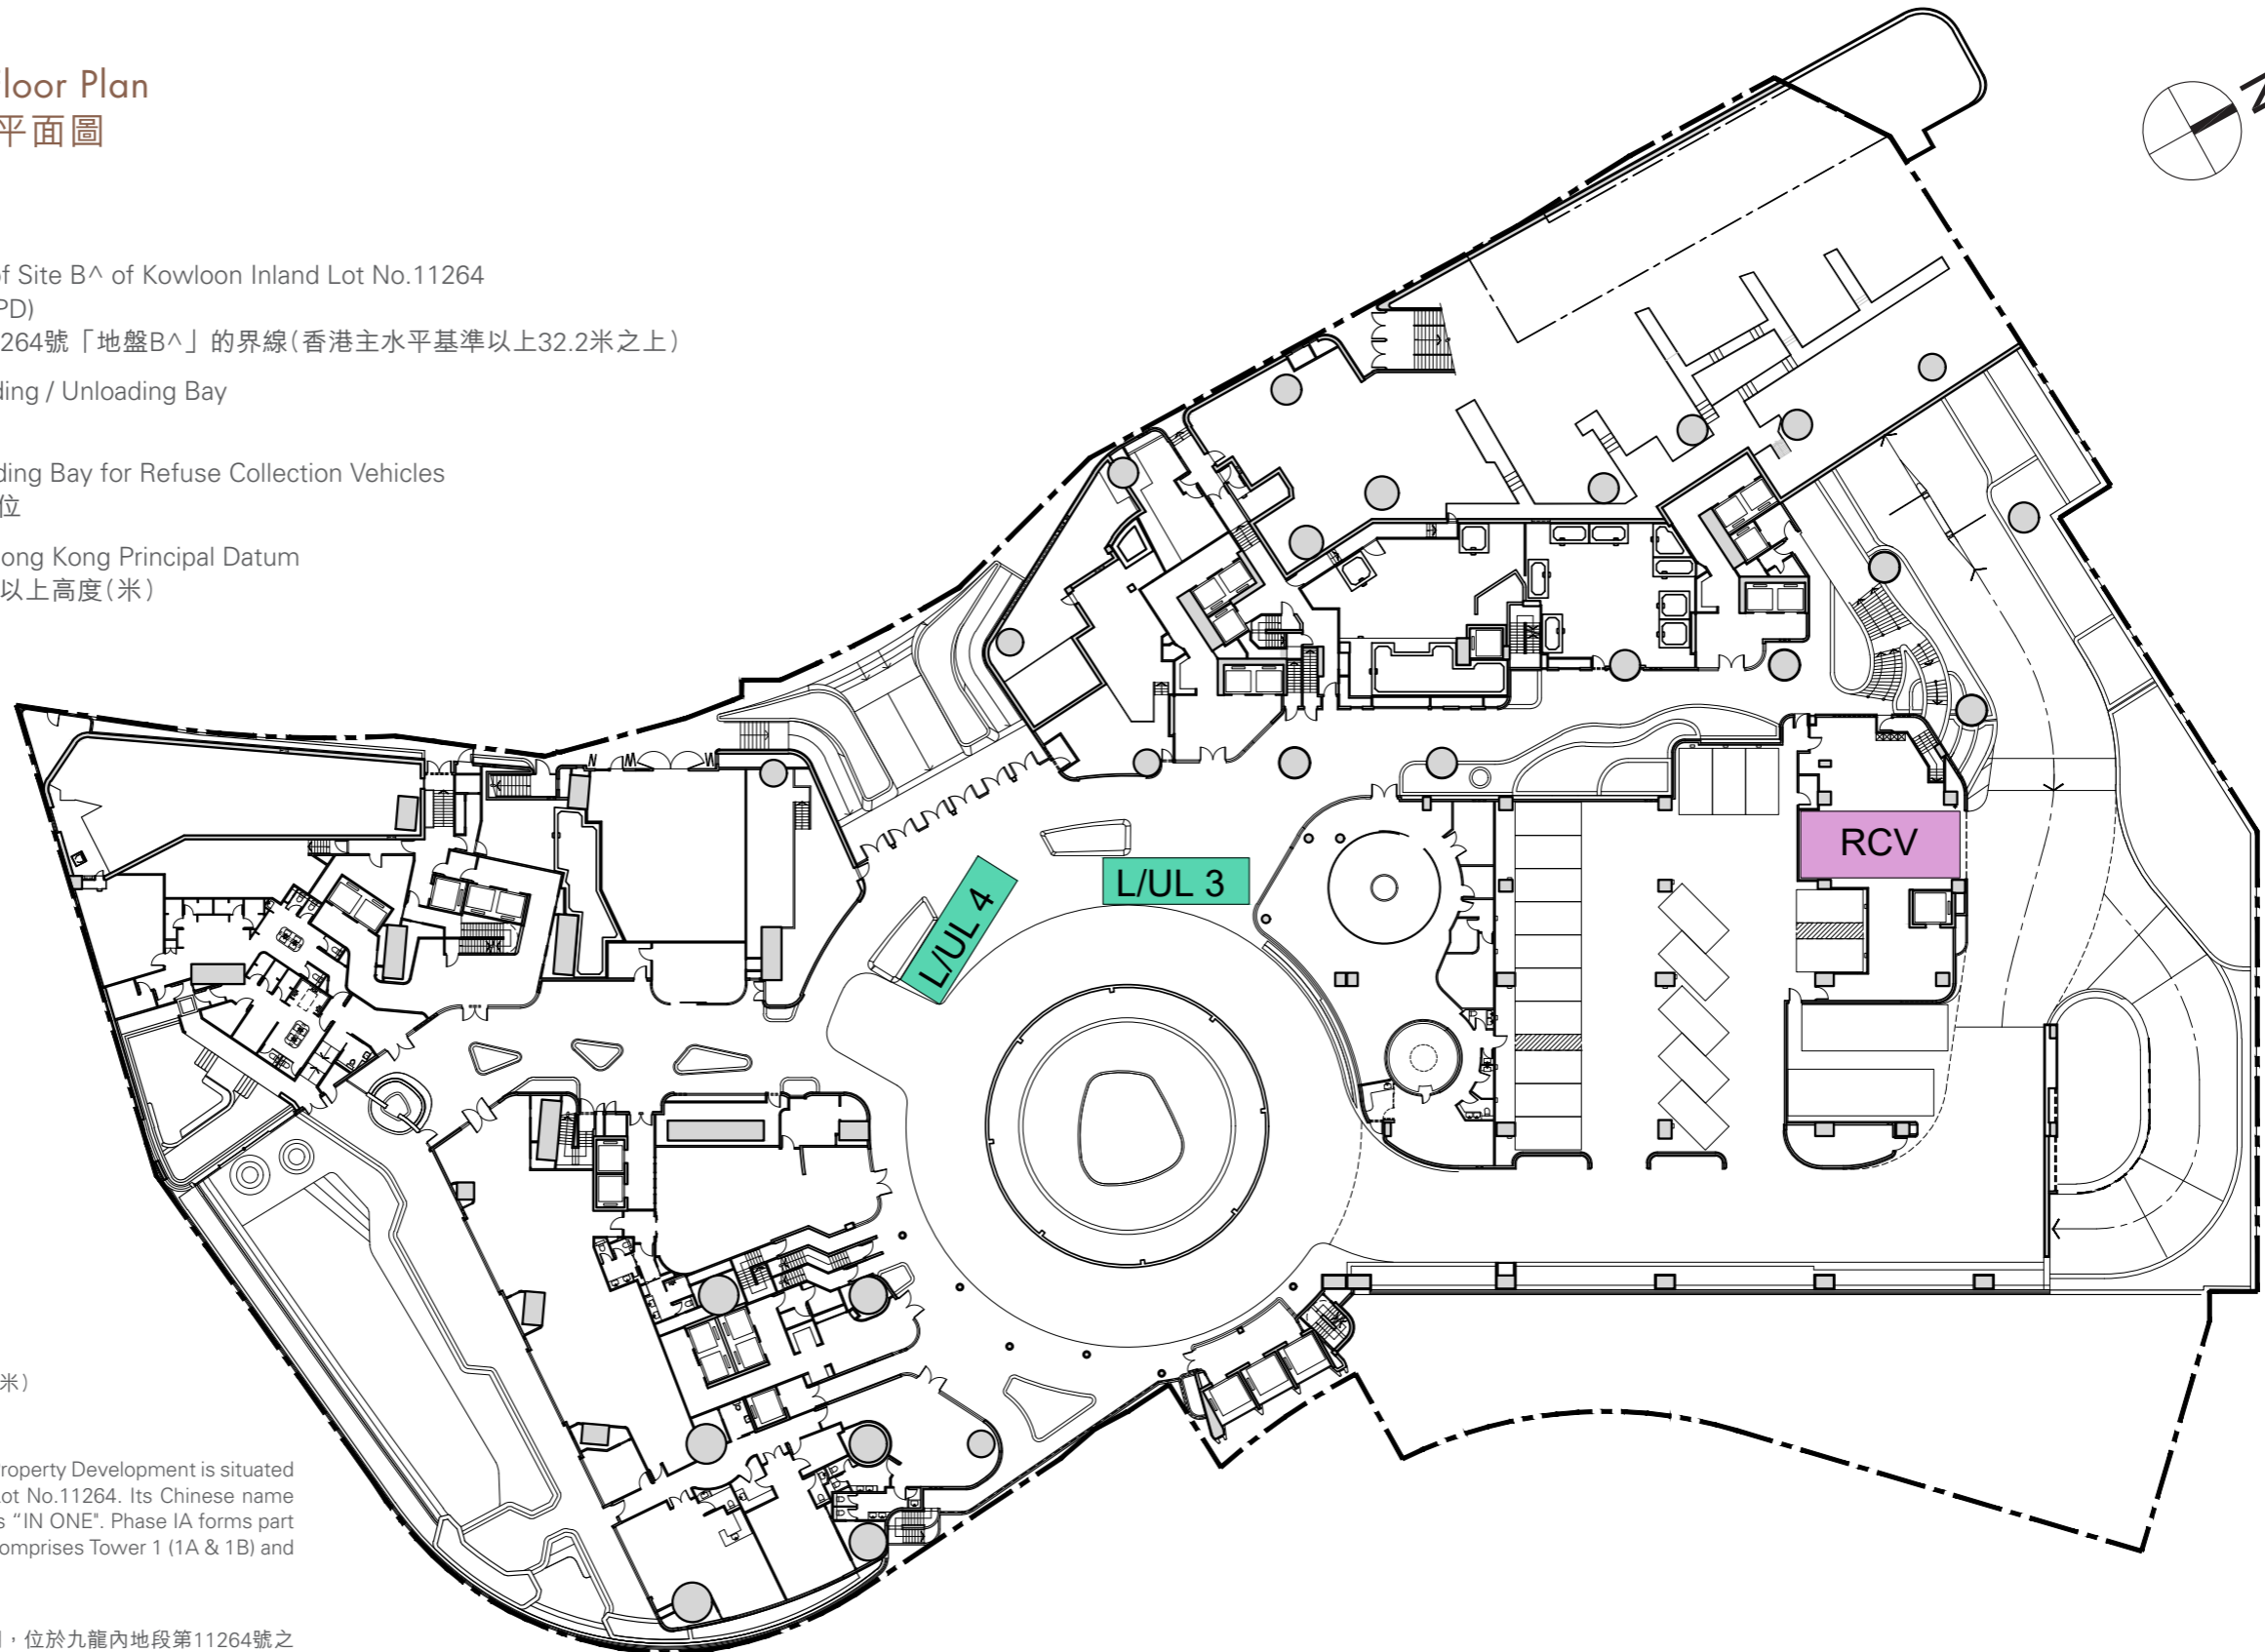 loor Plan
平面圖
of Site B^ of Kowloon Inland Lot No.11264
PD)
264號「地盤B^」的界線(香港主水平基準以上32.2米之上)
ding / Unloading Bay
ding Bay for Refuse Collection Vehicles
位
ong Kong Principal Datum
以上高度(米)
N
RCV
L/UL 3
L/UL 4
米)
roperty Development is situated
ot No.11264. Its Chinese name
s “IN ONE". Phase IA forms part
omprises Tower 1 (1A & 1B) and
，位於九龍內地段第11264號之